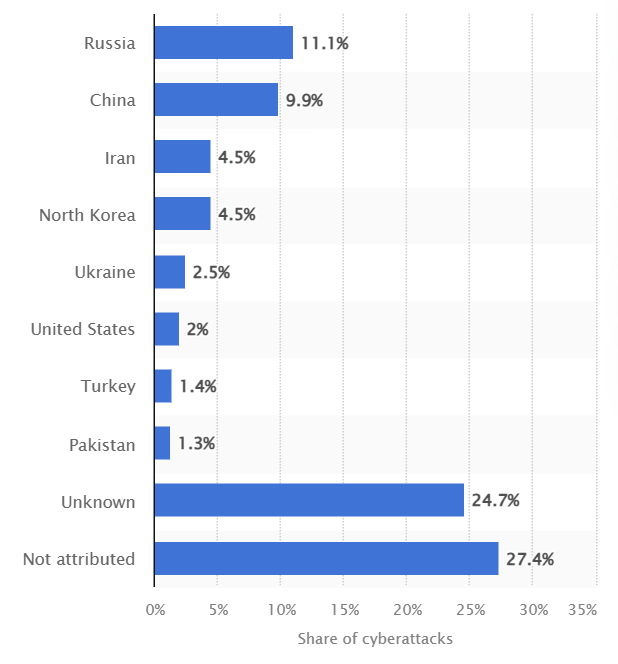 Russia 11.1%
China 9.9%
Iran 4.5%
North Korea 4.5%
Ukraine 2.5%
United States 2%
Turkey 1.4%
Pakistan 1.3%
Unknown 24.7%
Not attributed 27.4%
0% 5% 10% 15% 20% 25% 30% 35%
Share of cyberattacks